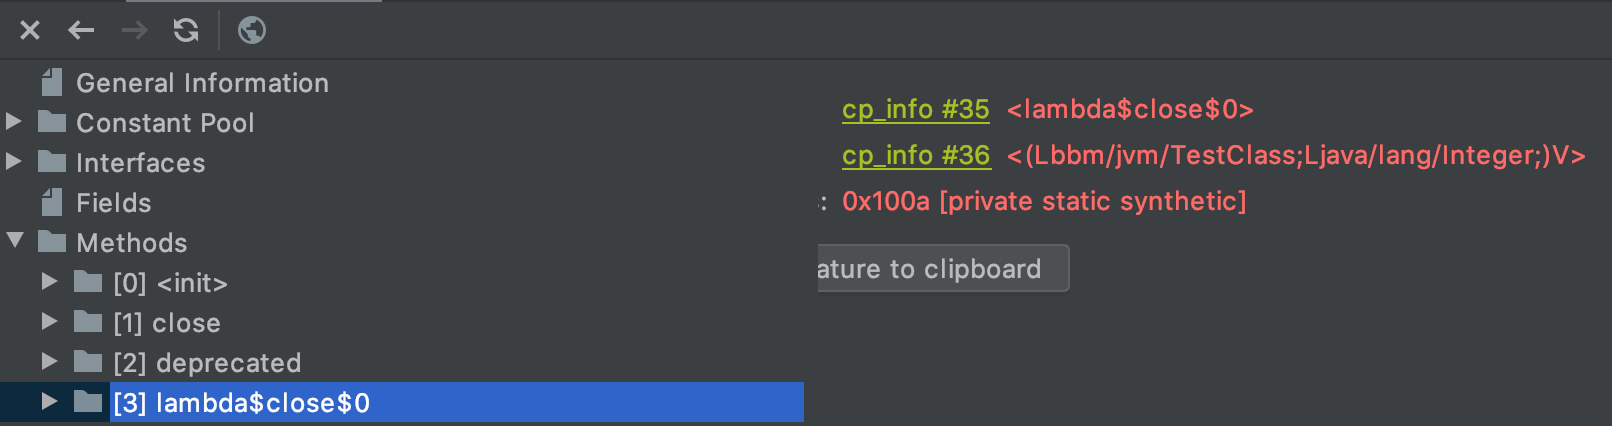 General Information
Constant Pool
Interfaces
Fields
Methods
[0] <init>
[1] close
[2] deprecated
[3] lambda$close$0
cp_info #35 <lambda$close$0>
cp_info #36 <(Lbbm/jvm/TestClass;Ljava/lang/Integer;)V>
: 0x100a [private static synthetic]
ature to clipboard